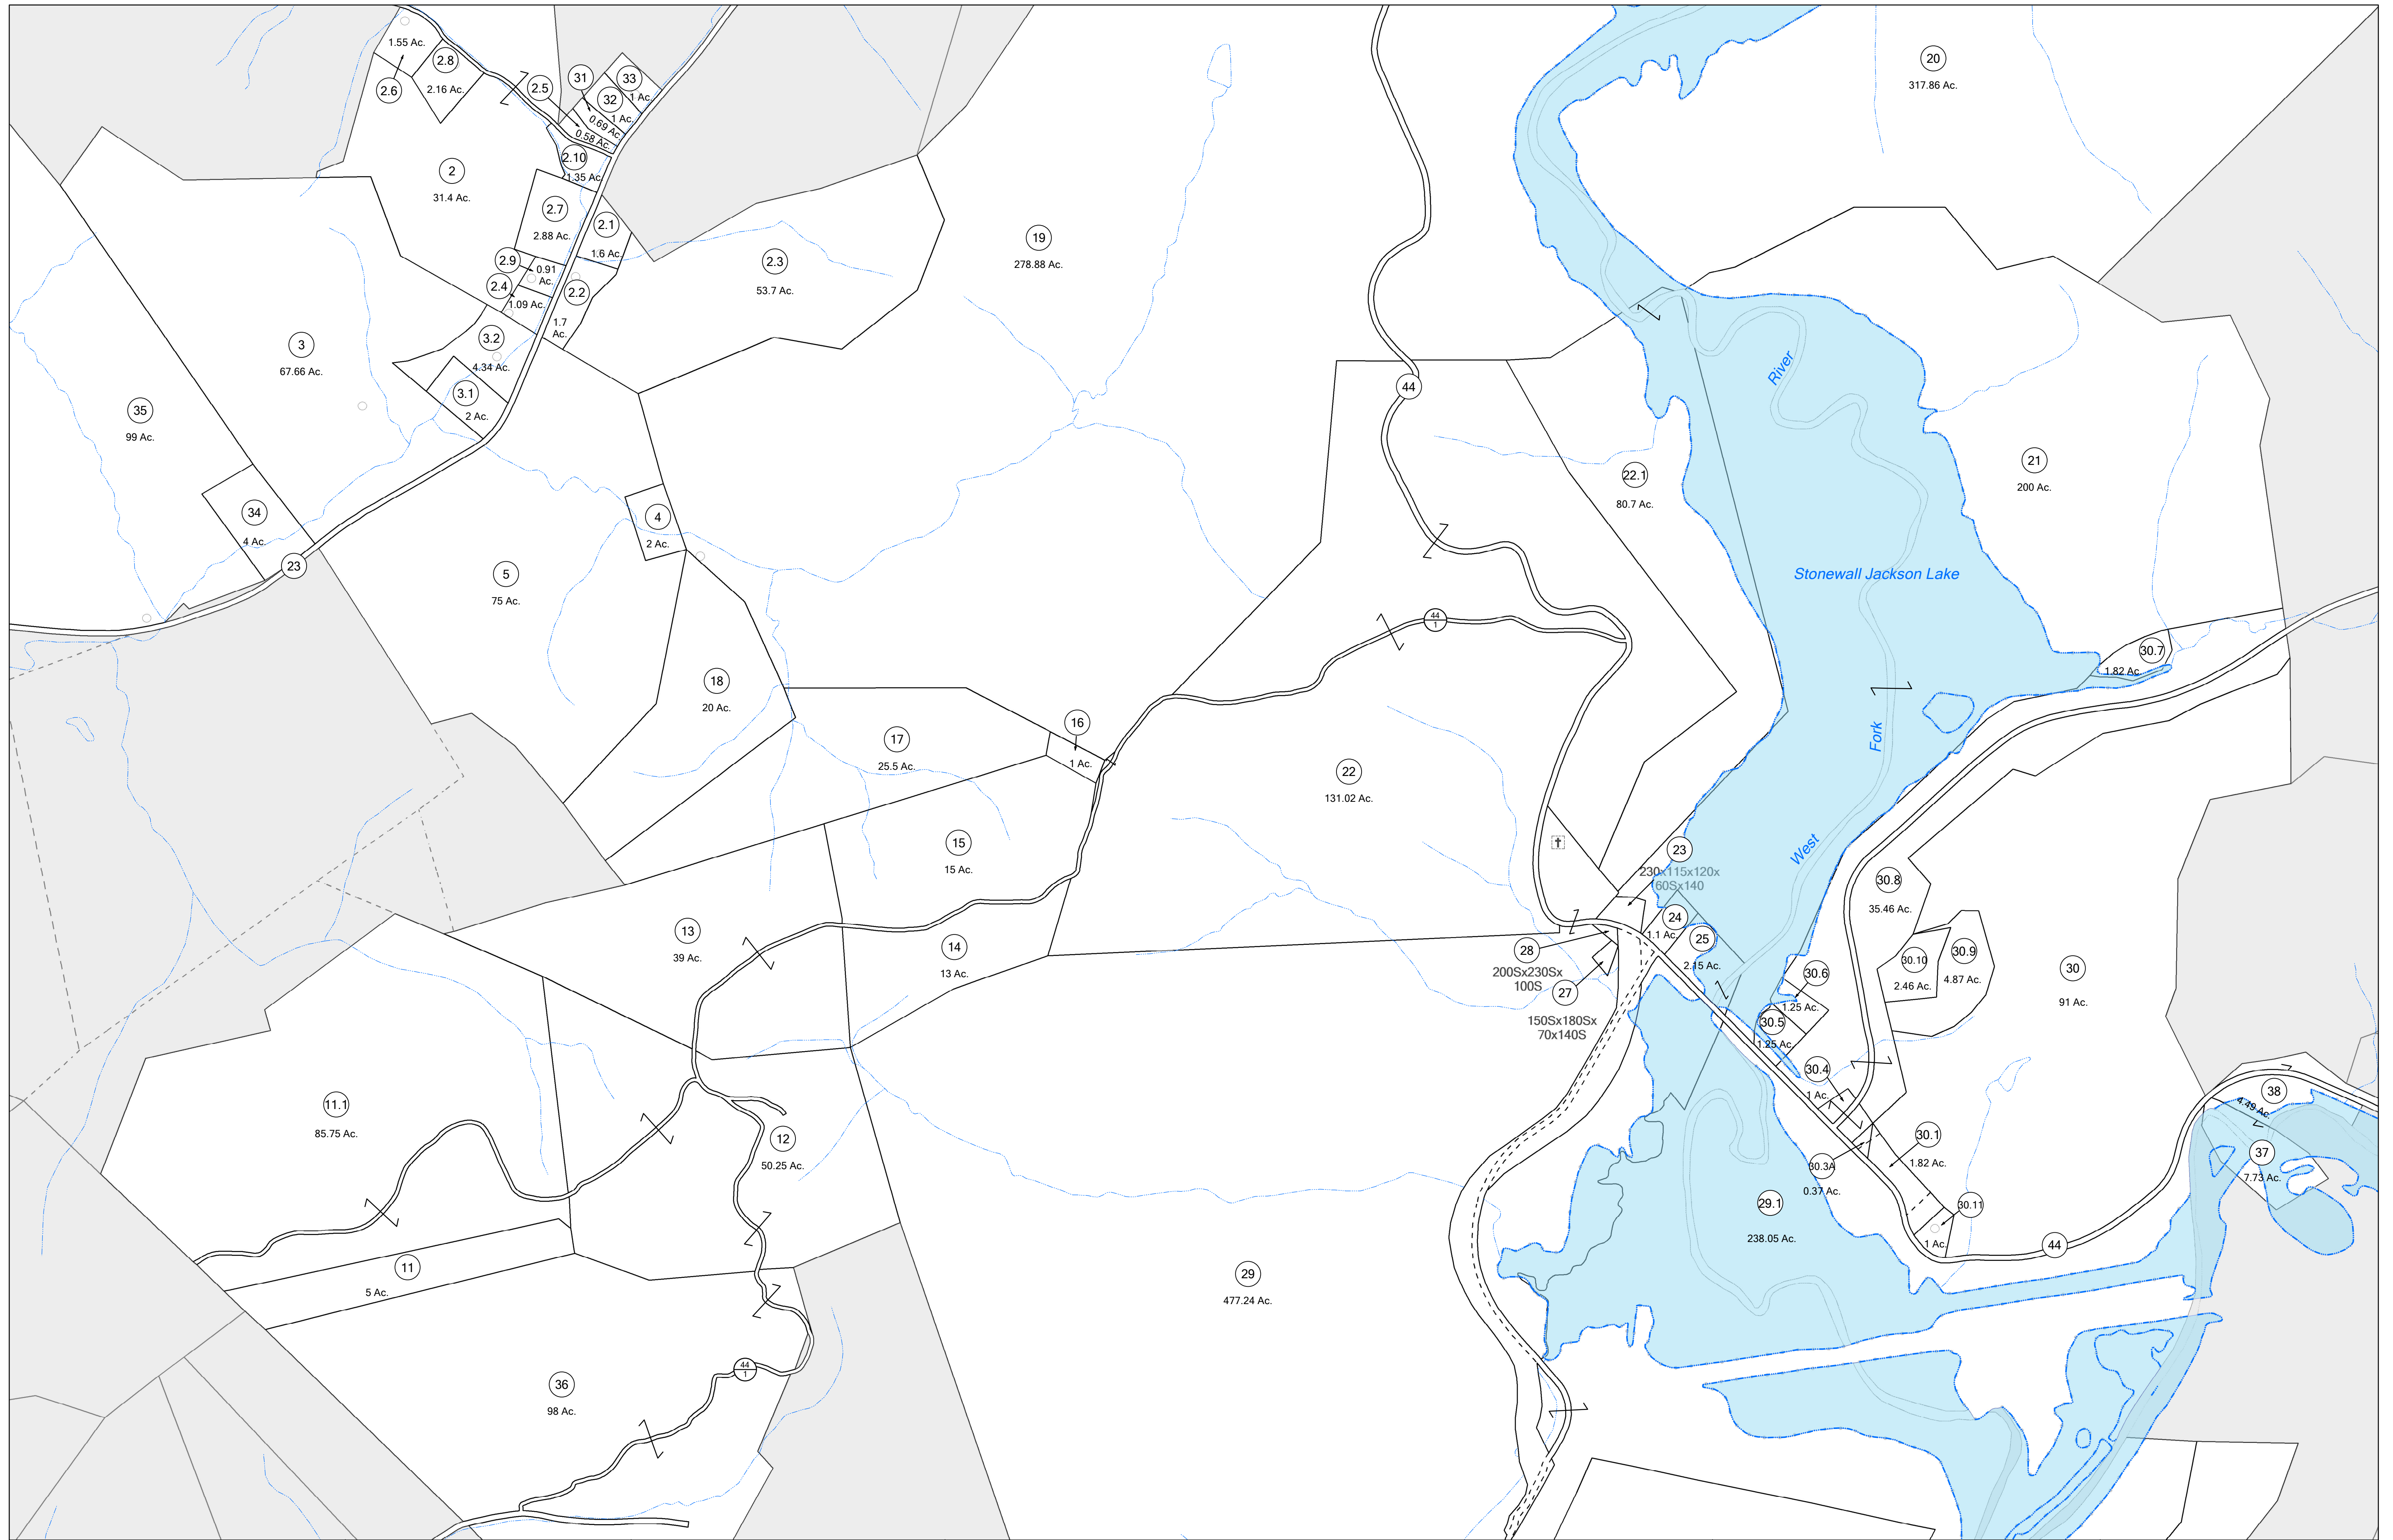 1.55 Ac.
2.6
2.8
2.16 Ac.
2.5
31
33
1 Ac.
32
1 Ac.
0.69 Ac.
0.58 Ac.
2.10
1.35 Ac.
2
31.4 Ac.
2.7
2.88 Ac.
2.1
1.6 Ac.
2.9
0.91
Ac.
2.4
1.09 Ac.
2.2
1.7
Ac.
2.3
53.7 Ac.
19
278.88 Ac.
20
317.86 Ac.
3
67.66 Ac.
3.2
4.34 Ac.
3.1
2 Ac.
35
99 Ac.
34
4 Ac.
23
4
2 Ac.
5
75 Ac.
44
River
22.1
80.7 Ac.
21
200 Ac.
Stonewall Jackson Lake
44
1
30.7
1.82 Ac.
18
20 Ac.
17
25.5 Ac.
16
1 Ac.
22
131.02 Ac.
Fork
West
15
15 Ac.
23
230x115x120x
60Sx140
24
1.1 Ac.
25
2.15 Ac.
28
200Sx230Sx
100S
27
150Sx180Sx
70x140S
30.8
35.46 Ac.
30.10
2.46 Ac.
30.9
4.87 Ac.
30
91 Ac.
30.6
1.25 Ac.
30.5
1.25 Ac.
30.4
1 Ac.
30.1
1.82 Ac.
30.3A
0.37 Ac.
30.11
1 Ac.
44
38
4.49 Ac.
37
7.73 Ac.
13
39 Ac.
14
13 Ac.
11.1
85.75 Ac.
12
50.25 Ac.
11
5 Ac.
29.1
238.05 Ac.
29
477.24 Ac.
44
1
36
98 Ac.